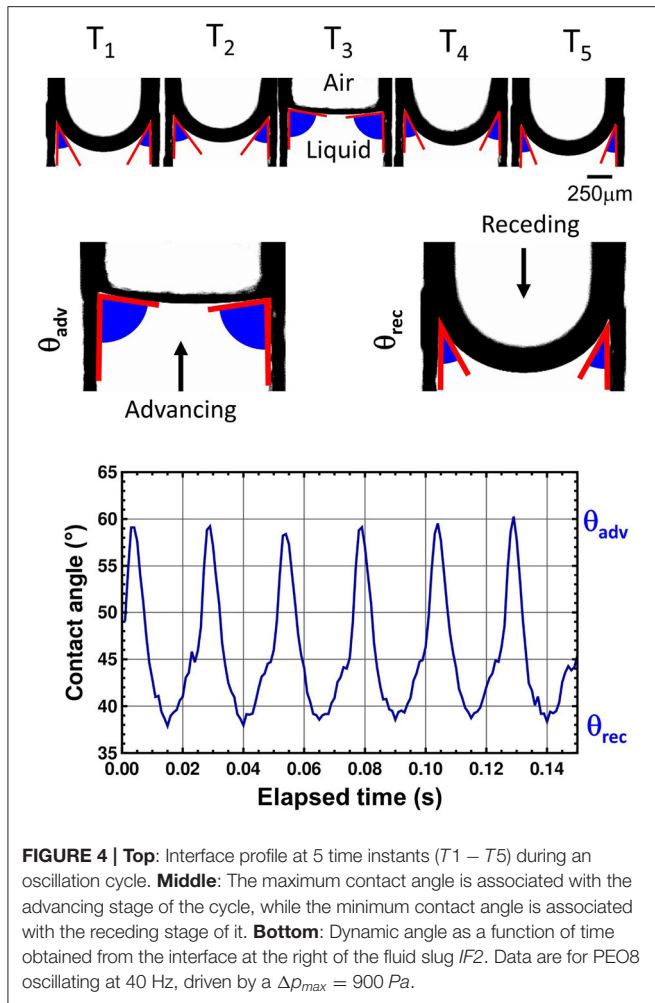 T1 T2 T3 T4 T5
Air
Liquid
250μm
Receding
θadv
θrec
Advancing
65
60
55
50
45
40
35
Contact angle (°)
θadv
θrec
0.00 0.02 0.04 0.06 0.08 0.10 0.12 0.14
Elapsed time (s)
FIGURE 4 | Top: Interface profile at 5 time instants (T1 – T5) during an
oscillation cycle. Middle: The maximum contact angle is associated with the
advancing stage of the cycle, while the minimum contact angle is associated
with the receding stage of it. Bottom: Dynamic angle as a function of time
obtained from the interface at the right of the fluid slug IF2. Data are for PEO8
oscillating at 40 Hz, driven by a Δpmax = 900 Pa.